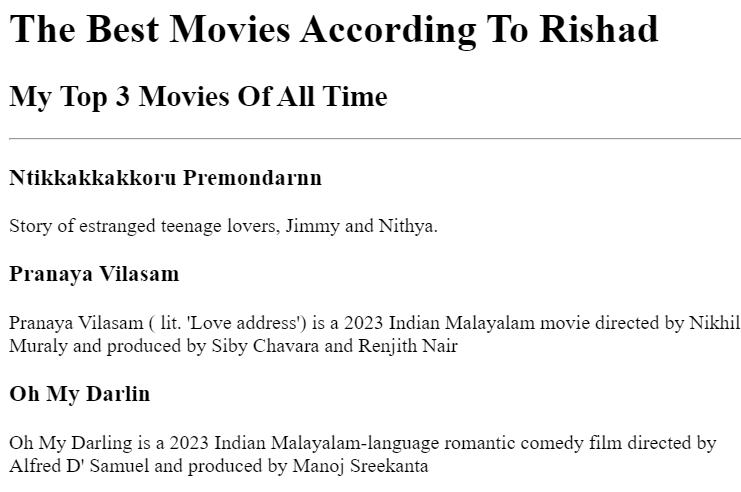 The Best Movies According To Rishad
My Top 3 Movies Of All Time
Ntikkakkakkoru Premondarnn
Story of estranged teenage lovers, Jimmy and Nithya.
Pranaya Vilasam
Pranaya Vilasam ( lit. 'Love address') is a 2023 Indian Malayalam movie directed by Nikhil
Muraly and produced by Siby Chavara and Renjith Nair
Oh My Darlin
Oh My Darling is a 2023 Indian Malayalam-language romantic comedy film directed by
Alfred D' Samuel and produced by Manoj Sreekanta